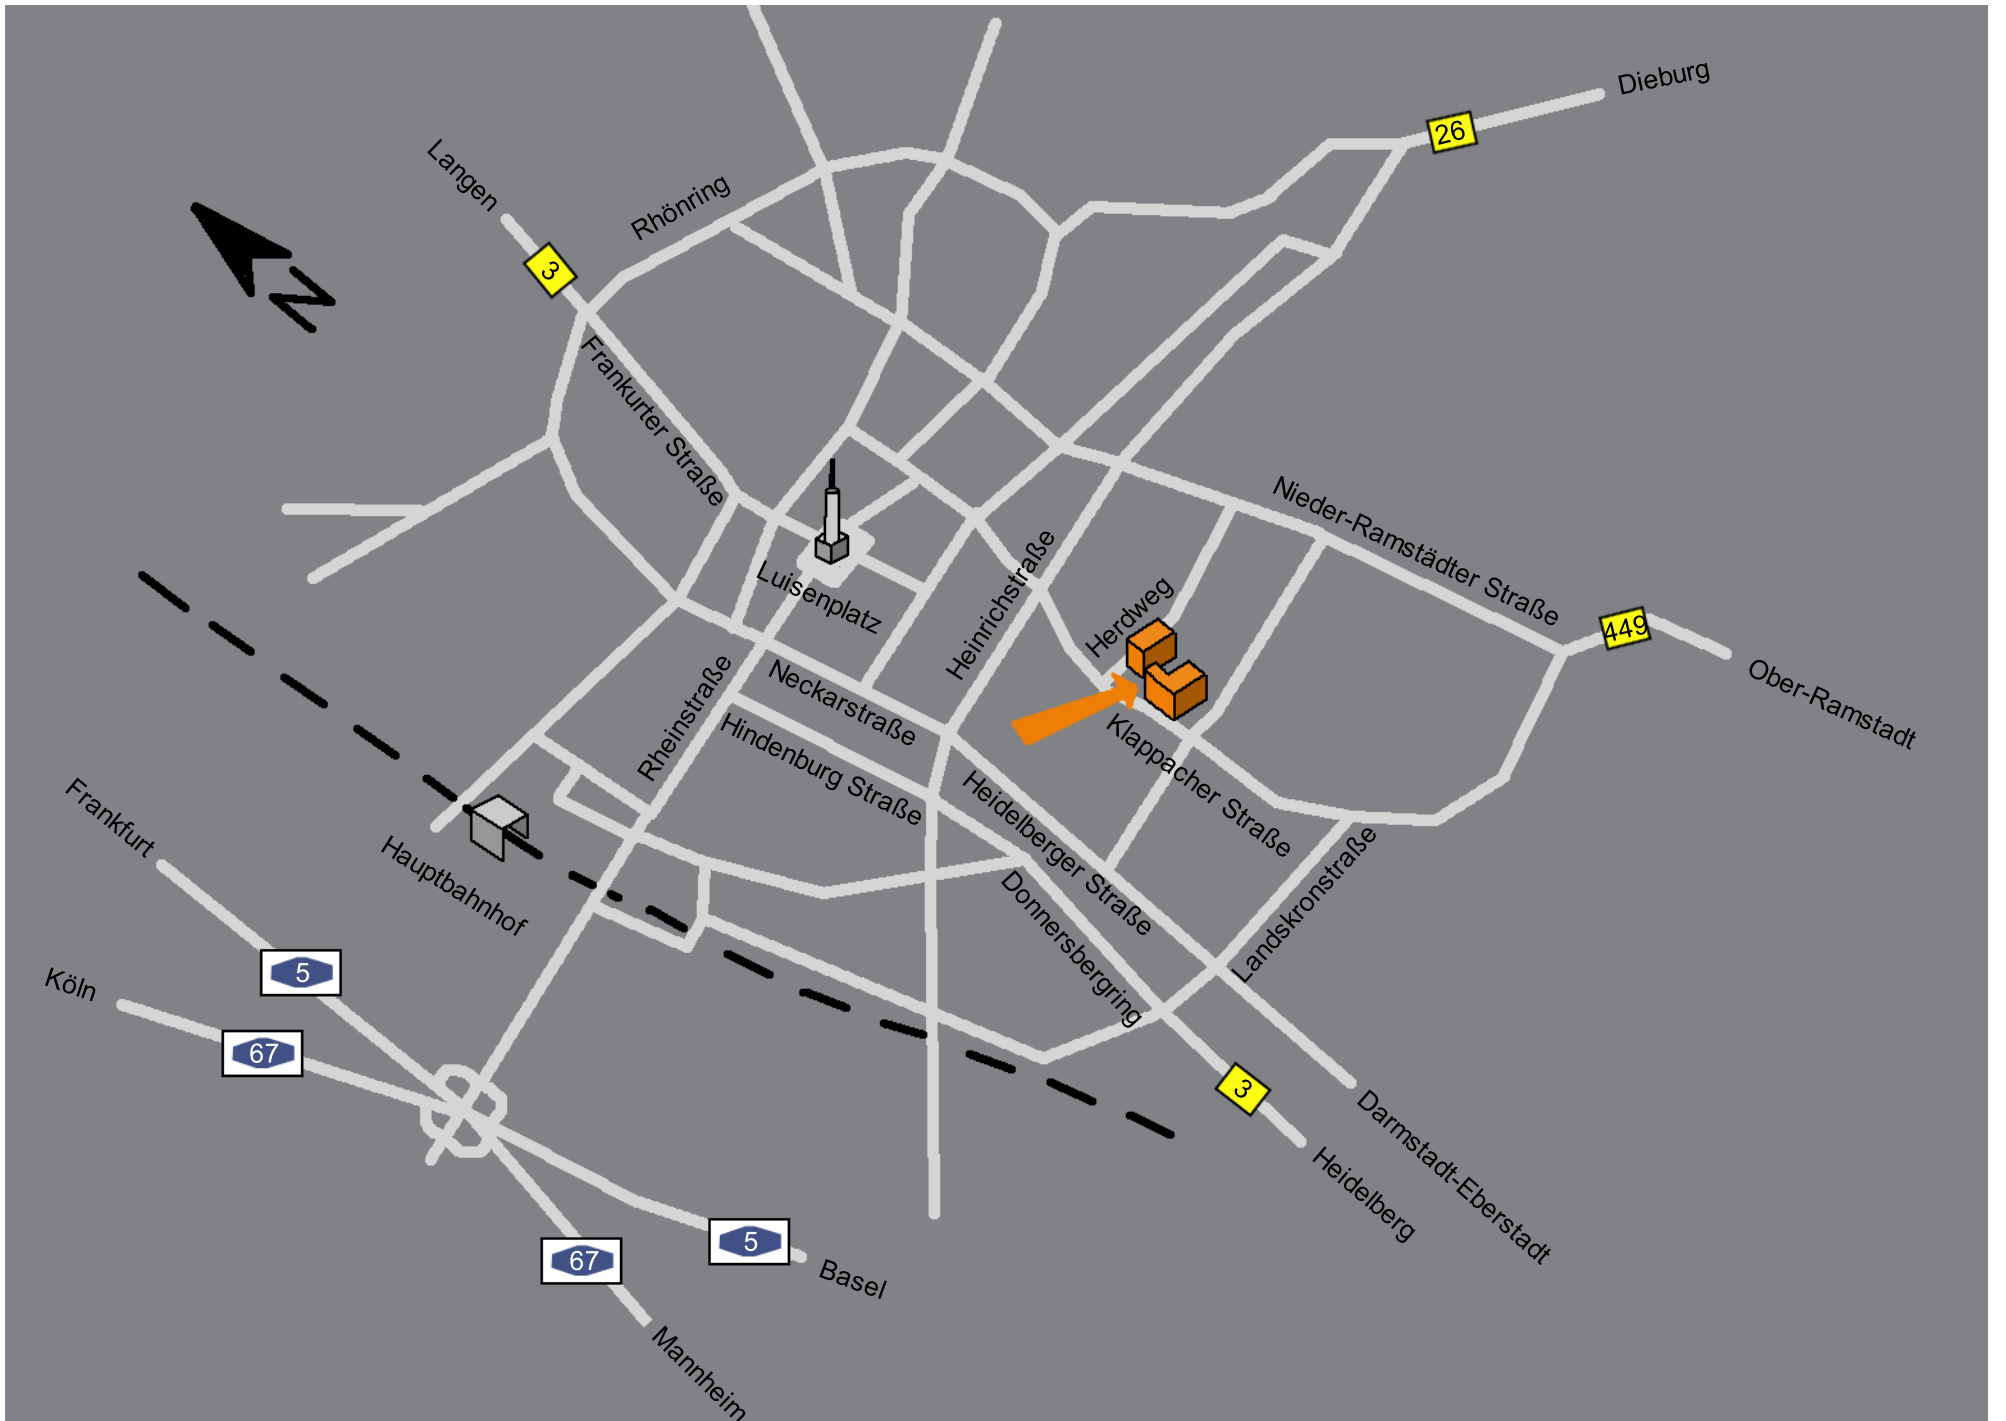 Dieburg
26
Langen
Rhönring
3
N
Frankurter Straße
Nieder-Ramstädter Straße
Luisenplatz
Heinrichstraße
Herdweg
449
Ober-Ramstadt
Rheinstraße
Neckarstraße
Hindenburg Straße
Klappacher Straße
Heidelberger Straße
Frankfurt
Hauptbahnhof
Donnersbergring
Landskronstraße
5
Köln
67
3
Darmstadt-Eberstadt
Heidelberg
5
67
Basel
Mannheim